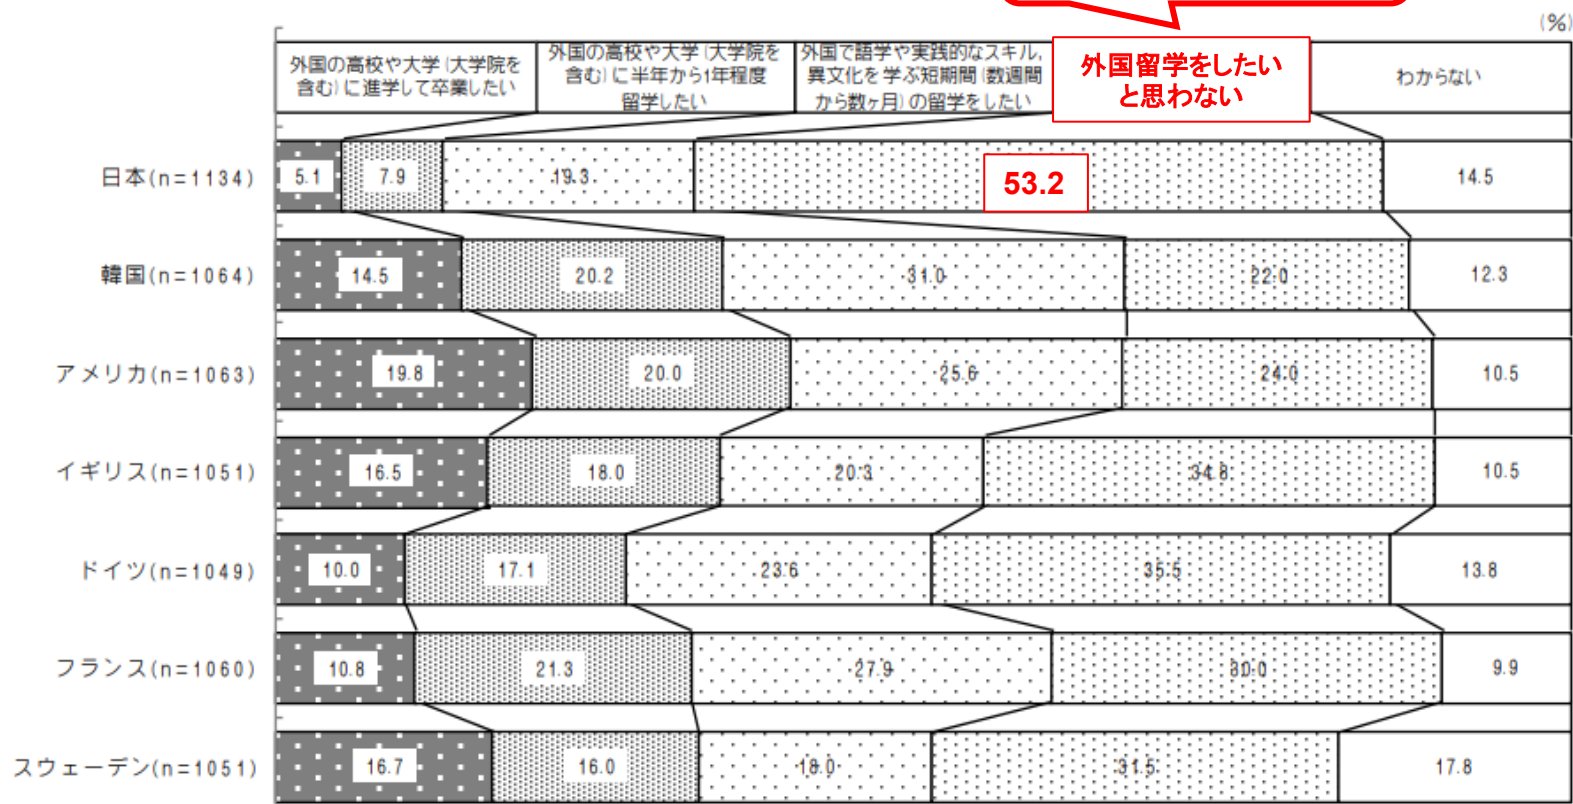 (%)
外国の高校や大学(大学院を
含む)に進学して卒業したい
外国の高校や大学(大学院を
含む)に半年から1年程度
留学したい
外国で語学や実践的なスキル,
異文化を学ぶ短期間(数週間
から数ヶ月)の留学をしたい
外国留学をしたい
と思わない
わからない
日本(n=1134) 5.1 7.9 19.3 53.2 14.5
韓国(n=1064) 14.5 20.2 31.0 22.0 12.3
アメリカ(n=1063) 19.8 20.0 25.6 24.0 10.5
イギリス(n=1051) 16.5 18.0 20.3 34.8 10.5
ドイツ(n=1049) 10.0 17.1 23.6 35.5 13.8
フランス(n=1060) 10.8 21.3 27.9 30.0 9.9
スウェーデン(n=1051) 16.7 16.0 18.0 31.5 17.8